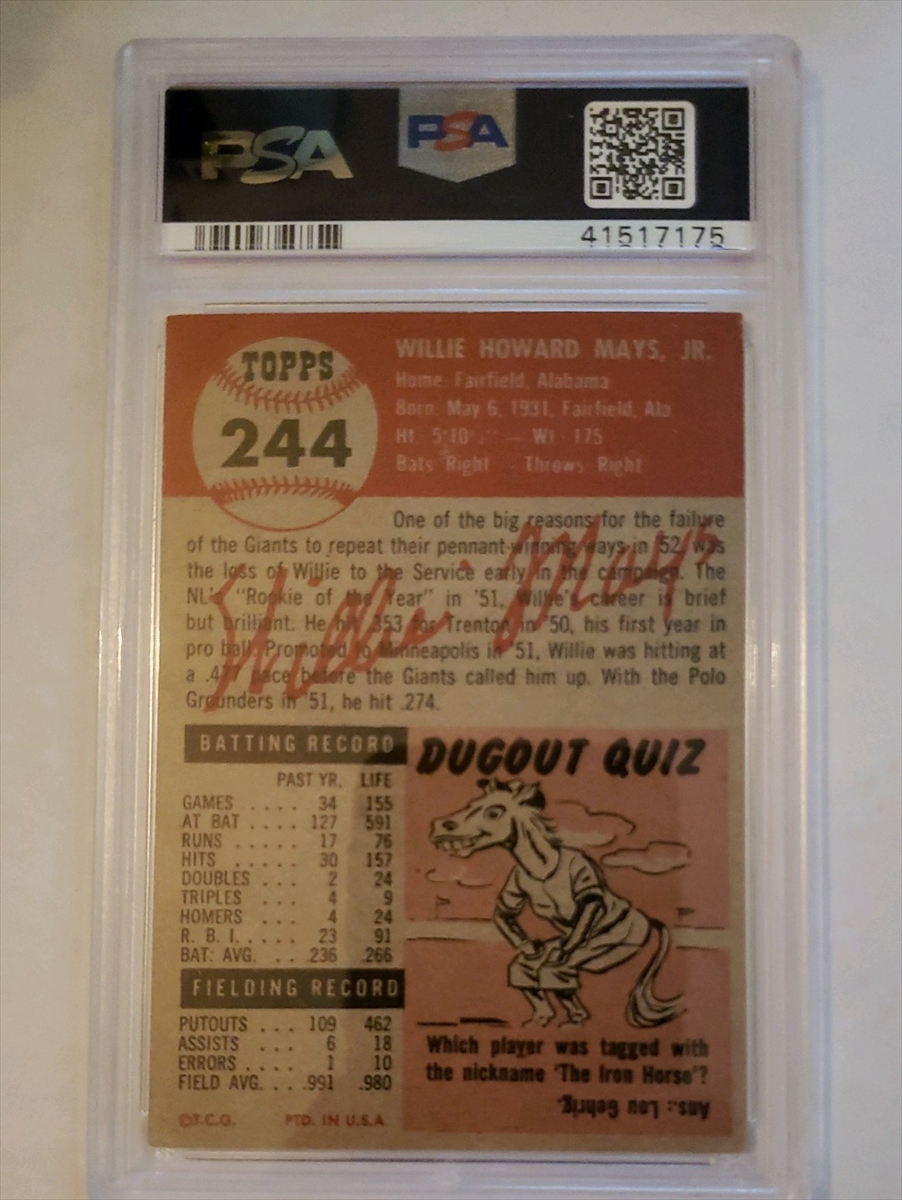 PSA
PSA
41517175
TOPPS
244
WILLIE HOWARD MAYS, JR.
Home: Fairfield, Alabama
Born: May 6, 1931, Fairfield, Ala.
Ht. 5'10 " — Wt. 175
Bats Right — Throws Right
One of the big reasons for the failure
of the Giants to repeat their pennant-winning ways in '52, was
the loss of Willie to the Service early in the campaign. The
NL's "Rookie of the Year" in '51, Willie's career is brief
but brilliant. He hit .353 for Trenton in '50, his first year in
pro ball. Promoted to Minneapolis in '51, Willie was hitting at
a .477 pace before the Giants called him up. With the Polo
Grounders in '51, he hit .274.
Willie Mays
BATTING RECORD
PAST YR. LIFE
GAMES .... 34 155
AT BAT .... 127 591
RUNS ..... 17 76
HITS ..... 30 157
DOUBLES ... 2 24
TRIPLES ... 4 9
HOMERS ... 4 24
R. B. I. .... 23 91
BAT. AVG. .. .236 .266
FIELDING RECORD
PUTOUTS ... 109 462
ASSISTS ... 6 18
ERRORS .... 1 10
FIELD AVG. .. .991 .980
©T.C.G. PTD. IN U.S.A.
DUGOUT QUIZ
Which player was tagged with
the nickname 'The Iron Horse'?
Ans.: Lou Gehrig.